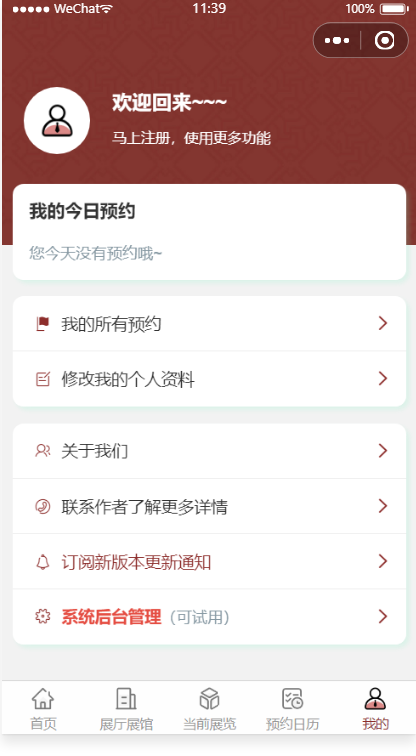 WeChat
11:39
100%
欢迎回来~~~
马上注册，使用更多功能
我的今日预约
您今天没有预约哦~
我的所有预约
修改我的个人资料
关于我们
联系作者了解更多详情
订阅新版本更新通知
系统后台管理（可试用）
首页
展厅展馆
当前展览
预约日历
我的